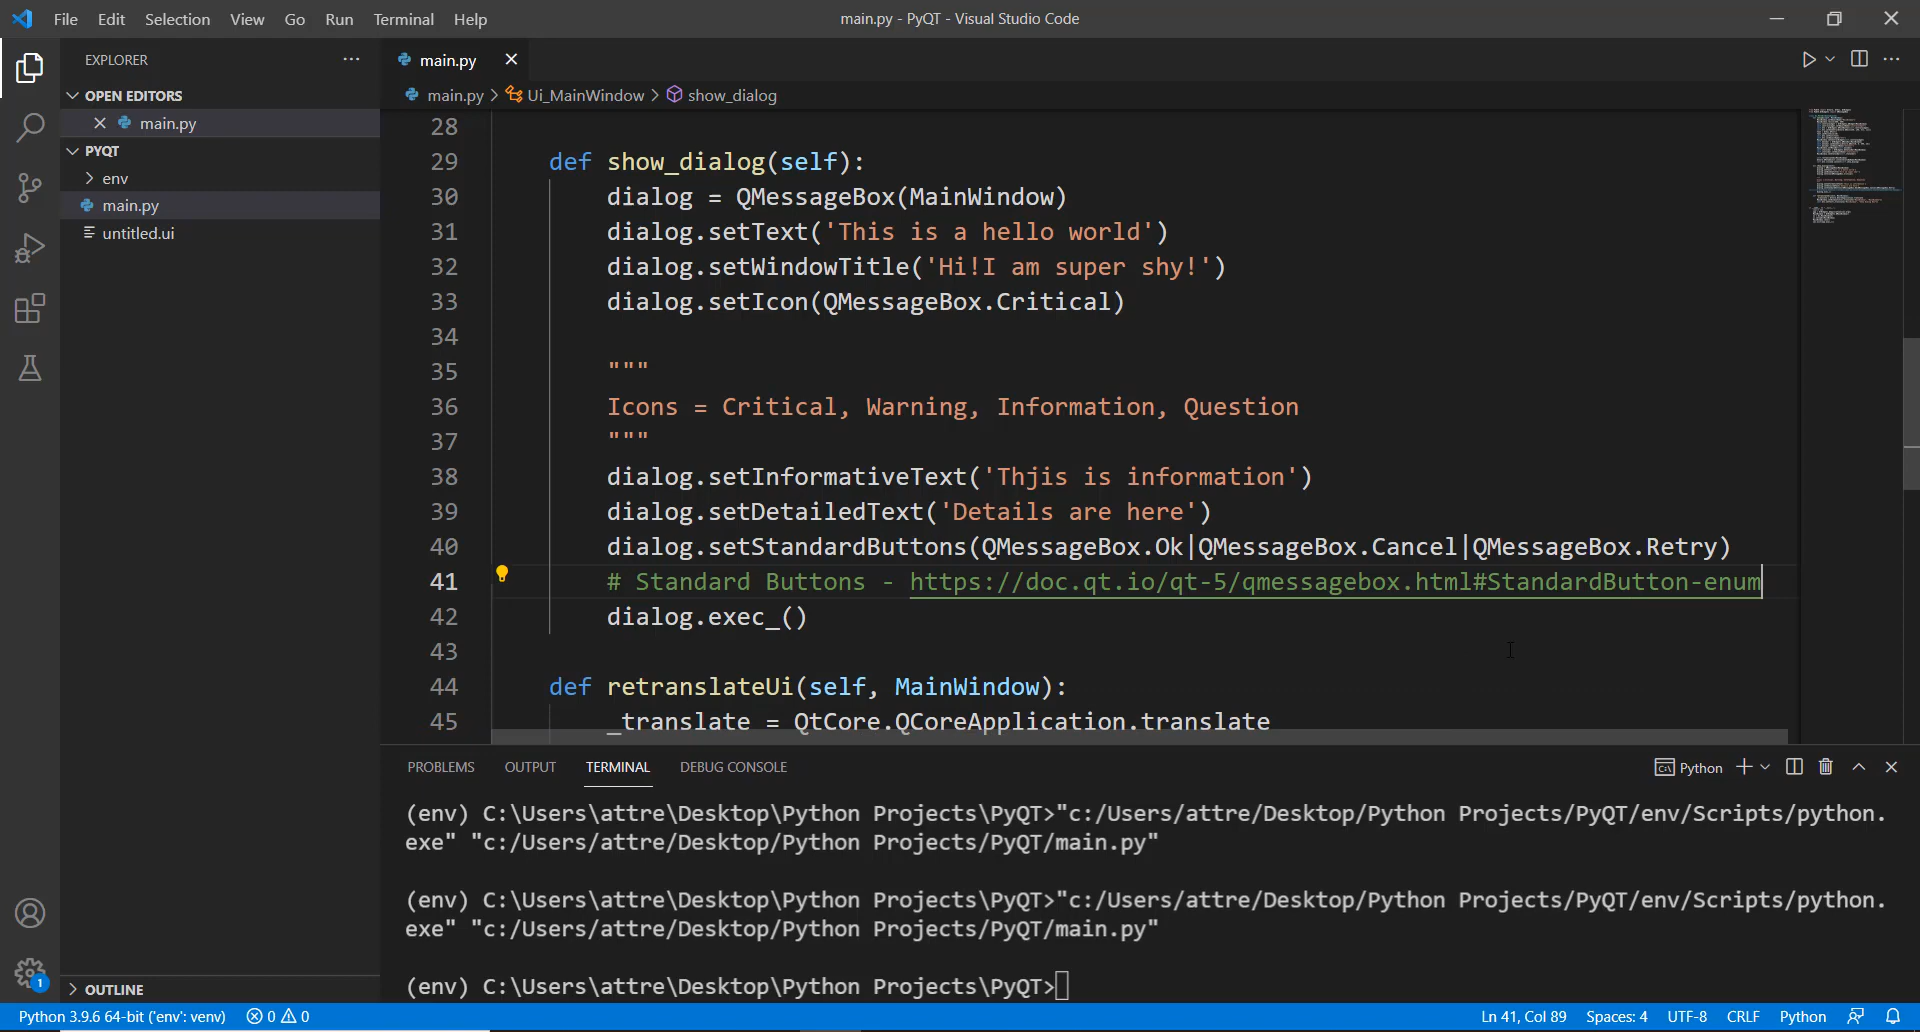 File Edit Selection View Go Run Terminal Help
main.py - PyQT - Visual Studio Code
EXPLORER
OPEN EDITORS
main.py
PYQT
env
main.py
untitled.ui
OUTLINE
main.py
main.py > Ui_MainWindow > show_dialog
28
29 def show_dialog(self):
30 dialog = QMessageBox(MainWindow)
31 dialog.setText('This is a hello world')
32 dialog.setWindowTitle('Hi!I am super shy!')
33 dialog.setIcon(QMessageBox.Critical)
34
35 """
36 Icons = Critical, Warning, Information, Question
37 """
38 dialog.setInformativeText('Thjis is information')
39 dialog.setDetailedText('Details are here')
40 dialog.setStandardButtons(QMessageBox.Ok|QMessageBox.Cancel|QMessageBox.Retry)
41 # Standard Buttons - https://doc.qt.io/qt-5/qmessagebox.html#StandardButton-enum
42 dialog.exec_()
43
44 def retranslateUi(self, MainWindow):
45 _translate = QtCore.QCoreApplication.translate
PROBLEMS OUTPUT TERMINAL DEBUG CONSOLE
Python
(env) C:\Users\attre\Desktop\Python Projects\PyQT>"c:/Users/attre/Desktop/Python Projects/PyQT/env/Scripts/python.
exe" "c:/Users/attre/Desktop/Python Projects/PyQT/main.py"
(env) C:\Users\attre\Desktop\Python Projects\PyQT>"c:/Users/attre/Desktop/Python Projects/PyQT/env/Scripts/python.
exe" "c:/Users/attre/Desktop/Python Projects/PyQT/main.py"
(env) C:\Users\attre\Desktop\Python Projects\PyQT>
1
Python 3.9.6 64-bit ('env': venv) 0 0
Ln 41, Col 89 Spaces: 4 UTF-8 CRLF Python